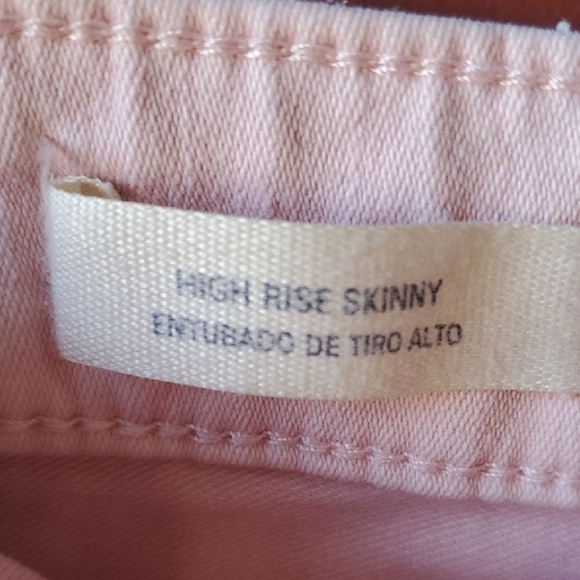 HIGH RISE SKINNY
ENTUBADO DE TIRO ALTO